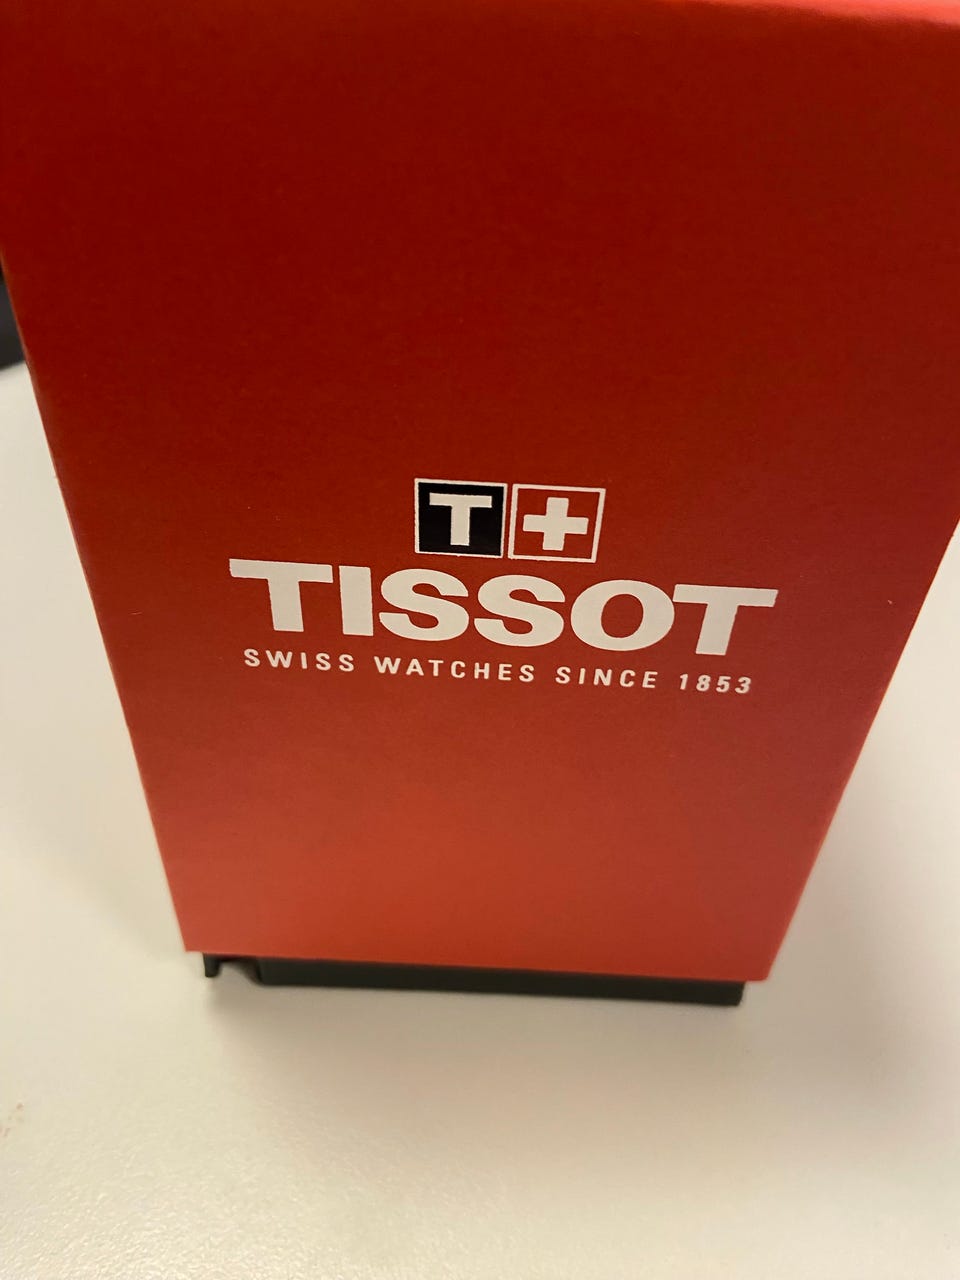 T+
TISSOT
SWISS WATCHES SINCE 1853